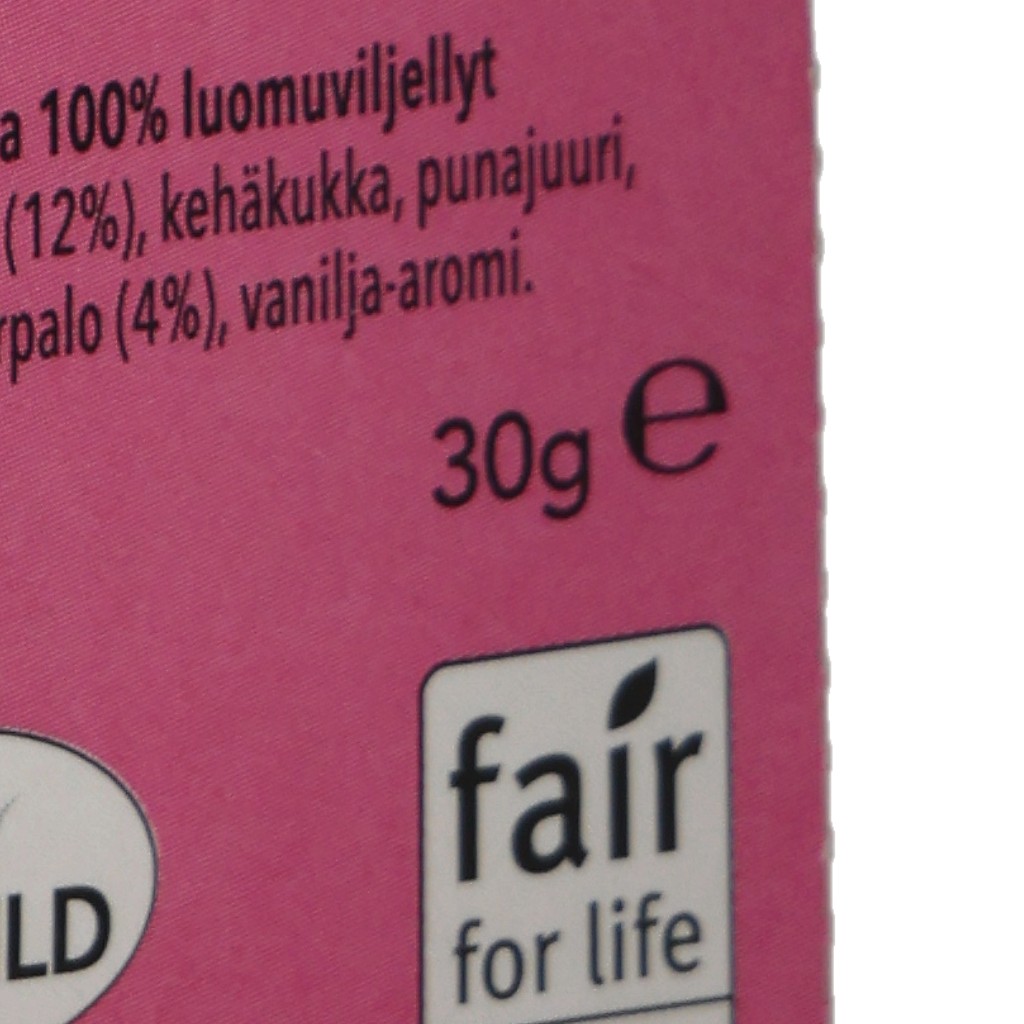 a 100% luomuviljellyt
(12%), kehäkukka, punajuuri,
rpalo (4%), vanilja-aromi.
30g e
fair
for life
LD